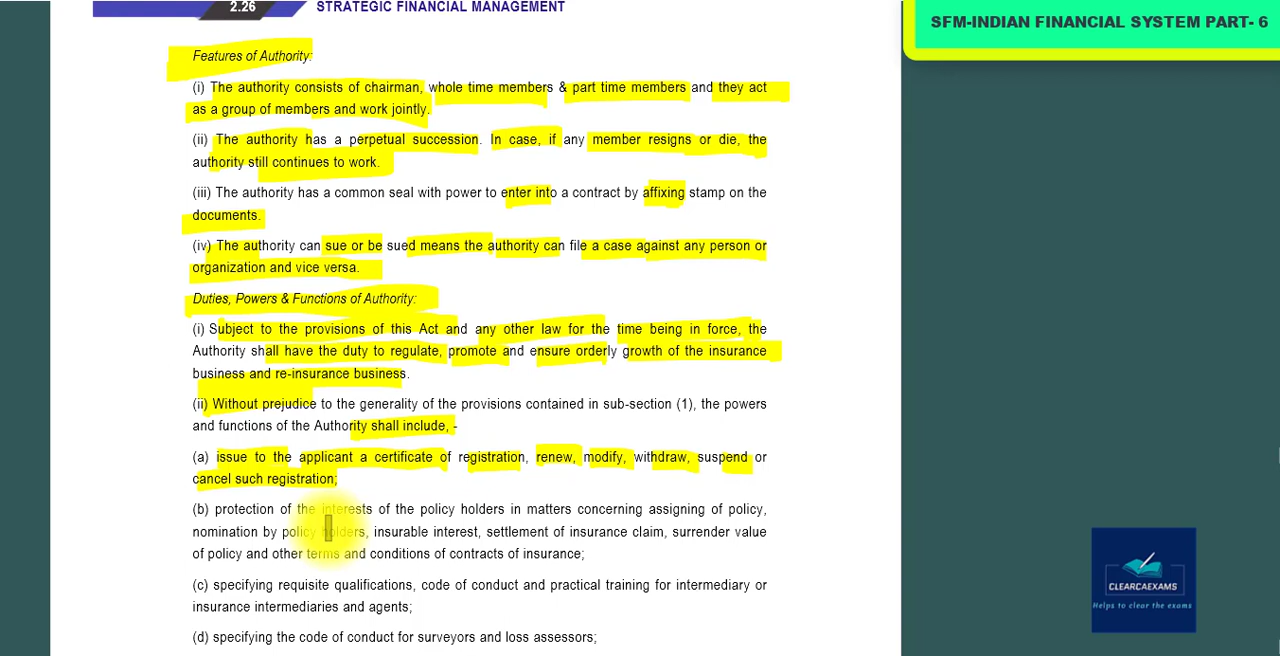 2.26
STRATEGIC FINANCIAL MANAGEMENT
SFM-INDIAN FINANCIAL SYSTEM PART- 6
Features of Authority:
(i) The authority consists of chairman, whole time members & part time members and they act
as a group of members and work jointly.
(ii) The authority has a perpetual succession. In case, if any member resigns or die, the
authority still continues to work.
(iii) The authority has a common seal with power to enter into a contract by affixing stamp on the
documents.
(iv) The authority can sue or be sued means the authority can file a case against any person or
organization and vice versa.
Duties, Powers & Functions of Authority:
(i) Subject to the provisions of this Act and any other law for the time being in force, the
Authority shall have the duty to regulate, promote and ensure orderly growth of the insurance
business and re-insurance business.
(ii) Without prejudice to the generality of the provisions contained in sub-section (1), the powers
and functions of the Authority shall include, -
(a) issue to the applicant a certificate of registration, renew, modify, withdraw, suspend or
cancel such registration;
(b) protection of the interests of the policy holders in matters concerning assigning of policy,
nomination by policy holders, insurable interest, settlement of insurance claim, surrender value
of policy and other terms and conditions of contracts of insurance;
(c) specifying requisite qualifications, code of conduct and practical training for intermediary or
insurance intermediaries and agents;
(d) specifying the code of conduct for surveyors and loss assessors;
CLEARCAEXAMS
Helps to clear the exams